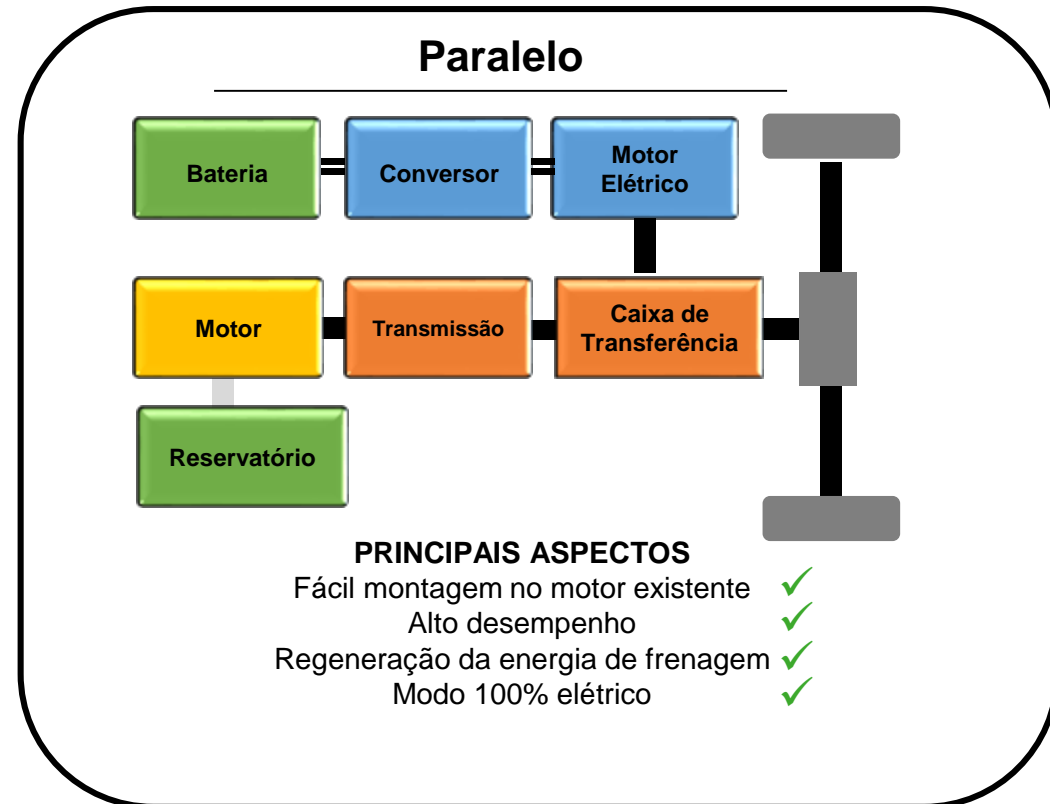 Paralelo
Bateria
Conversor
Motor
Elétrico
Motor
Transmissão
Caixa de
Transferência
Reservatório
PRINCIPAIS ASPECTOS
Fácil montagem no motor existente
Alto desempenho
Regeneração da energia de frenagem
Modo 100% elétrico